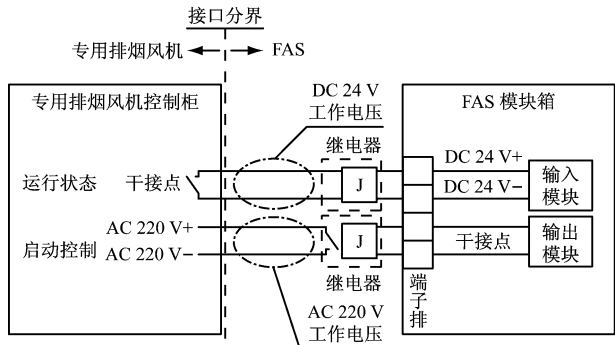 接口分界
专用排烟风机
FAS
DC 24 V
工作电压
专用排烟风机控制柜
继电器
FAS 模块箱
运行状态
干接点
J
DC 24 V+
DC 24 V−
输入
模块
启动控制
AC 220 V+
AC 220 V−
J
干接点
输出
模块
继电器
端子排
AC 220 V
工作电压